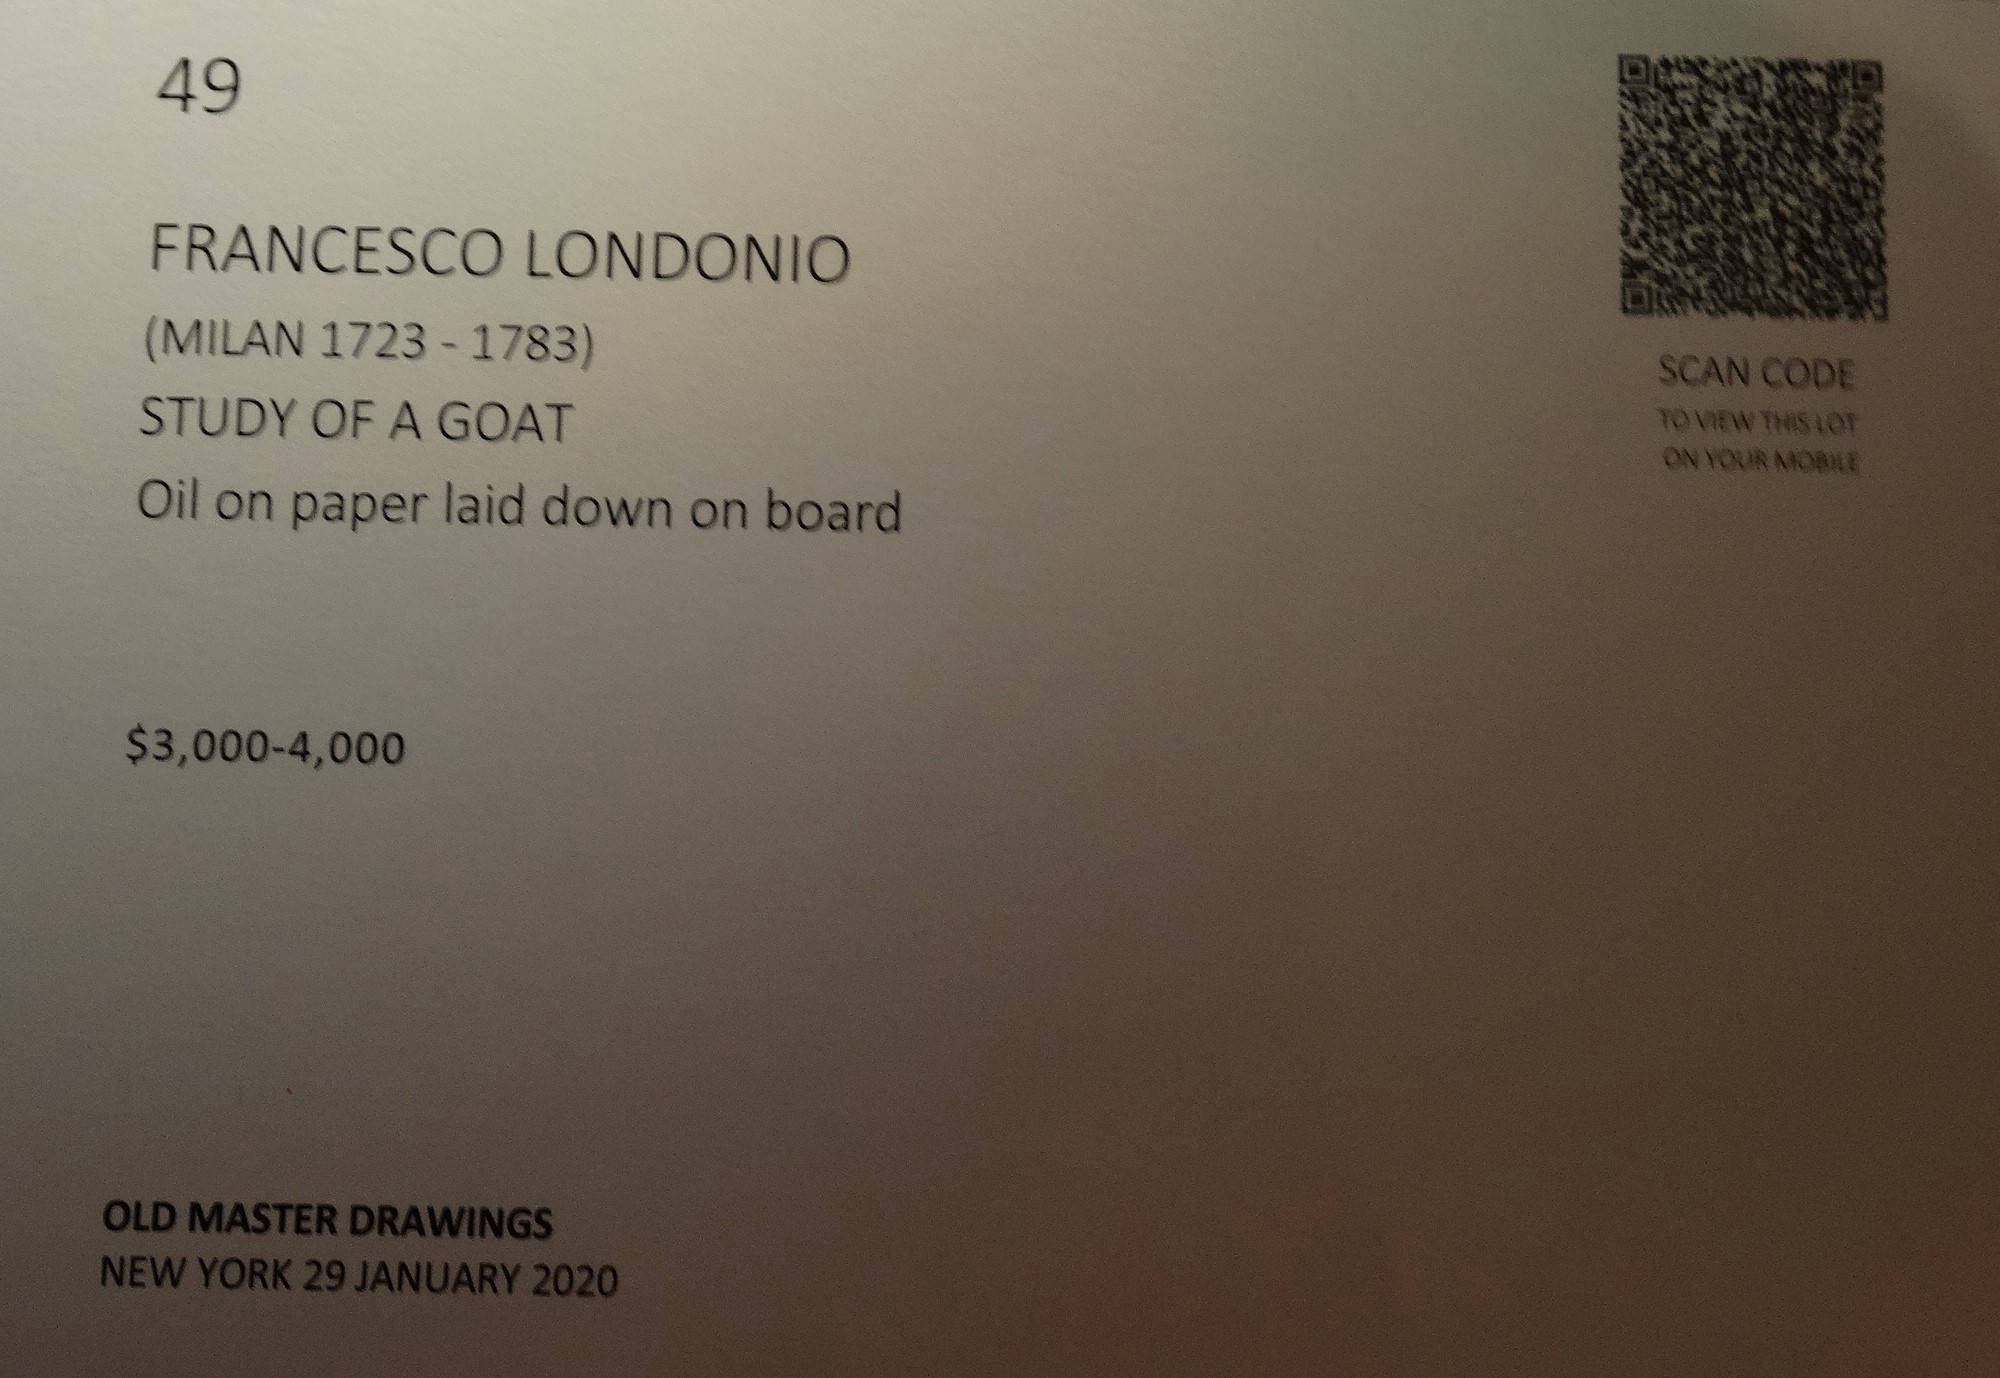 49
FRANCESCO LONDONIO
(MILAN 1723 - 1783)
STUDY OF A GOAT
Oil on paper laid down on board
$3,000-4,000
SCAN CODE
TO VIEW THIS LOT
ON YOUR MOBILE
OLD MASTER DRAWINGS
NEW YORK 29 JANUARY 2020